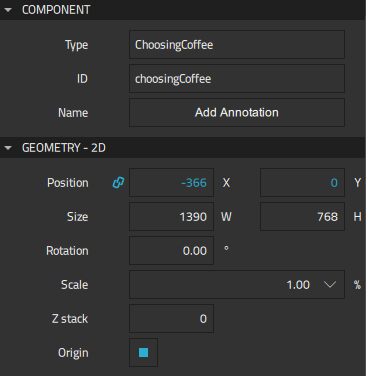 COMPONENT
Type ChoosingCoffee
ID choosingCoffee
Name Add Annotation
GEOMETRY - 2D
Position -366 X 0 Y
Size 1390 W 768 H
Rotation 0.00 °
Scale 1.00 %
Z stack 0
Origin